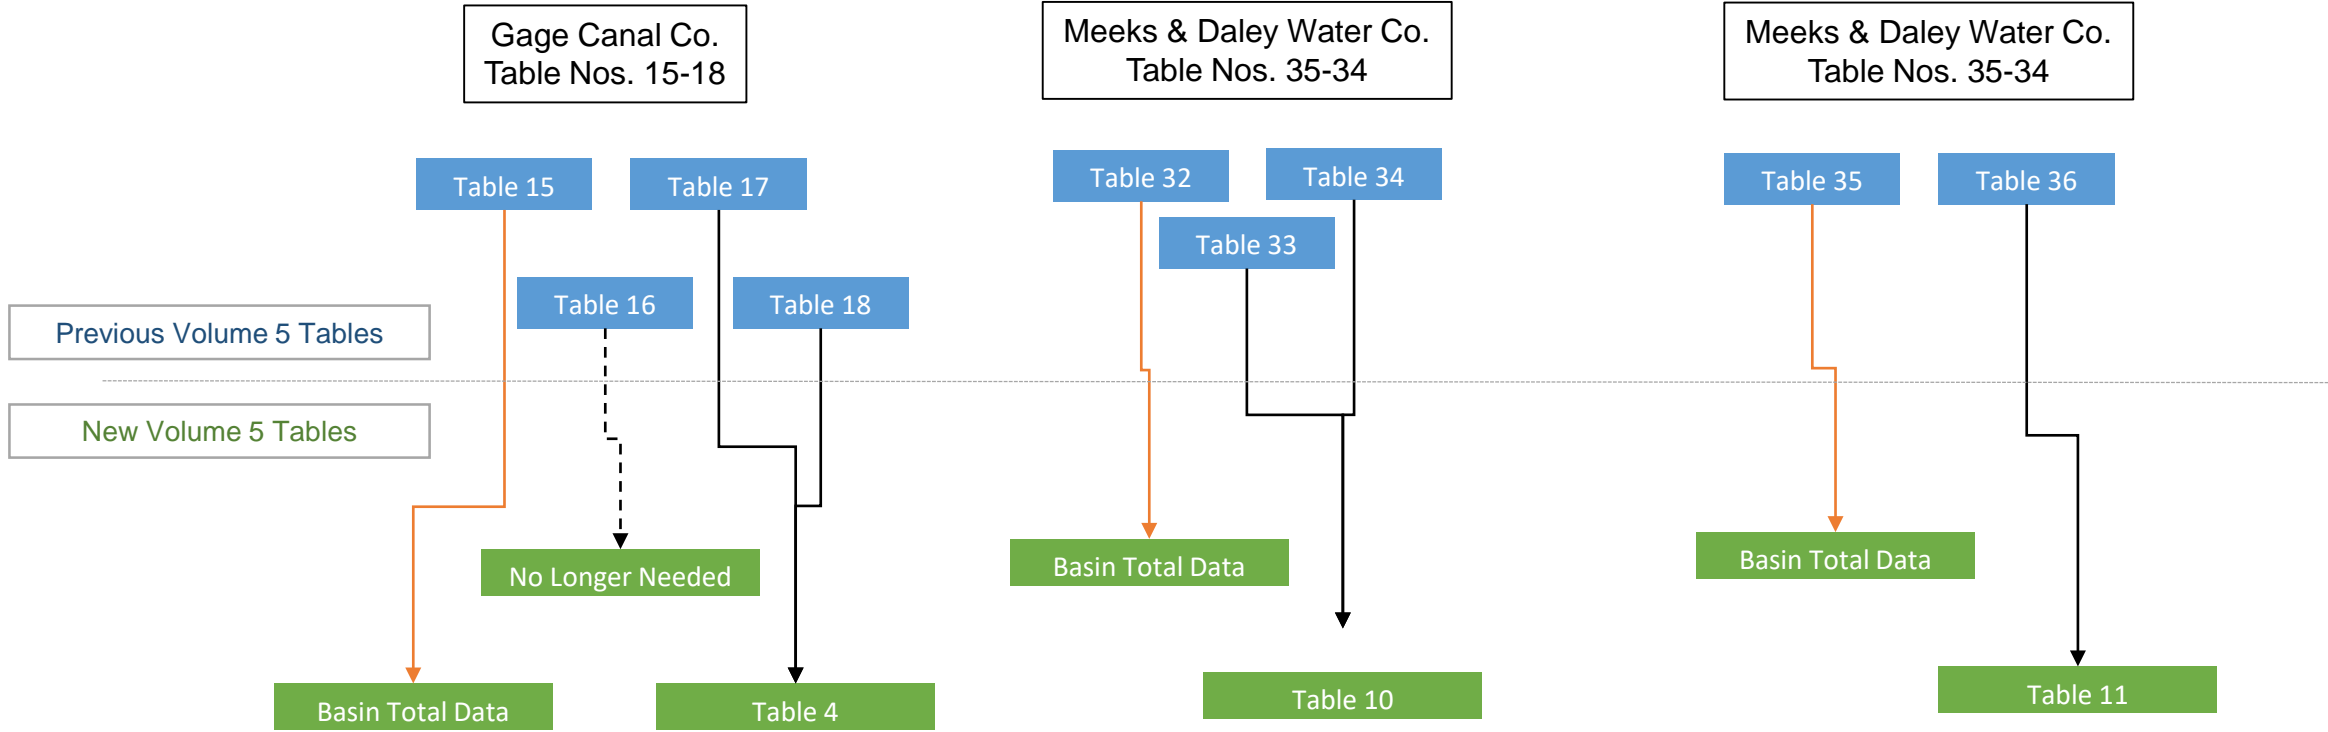 Gage Canal Co.
Table Nos. 15-18
Meeks & Daley Water Co.
Table Nos. 35-34
Meeks & Daley Water Co.
Table Nos. 35-34
Table 15
Table 17
Table 32
Table 34
Table 35
Table 36
Table 33
Table 16
Table 18
Previous Volume 5 Tables
New Volume 5 Tables
No Longer Needed
Basin Total Data
Basin Total Data
Basin Total Data
Table 4
Table 10
Table 11